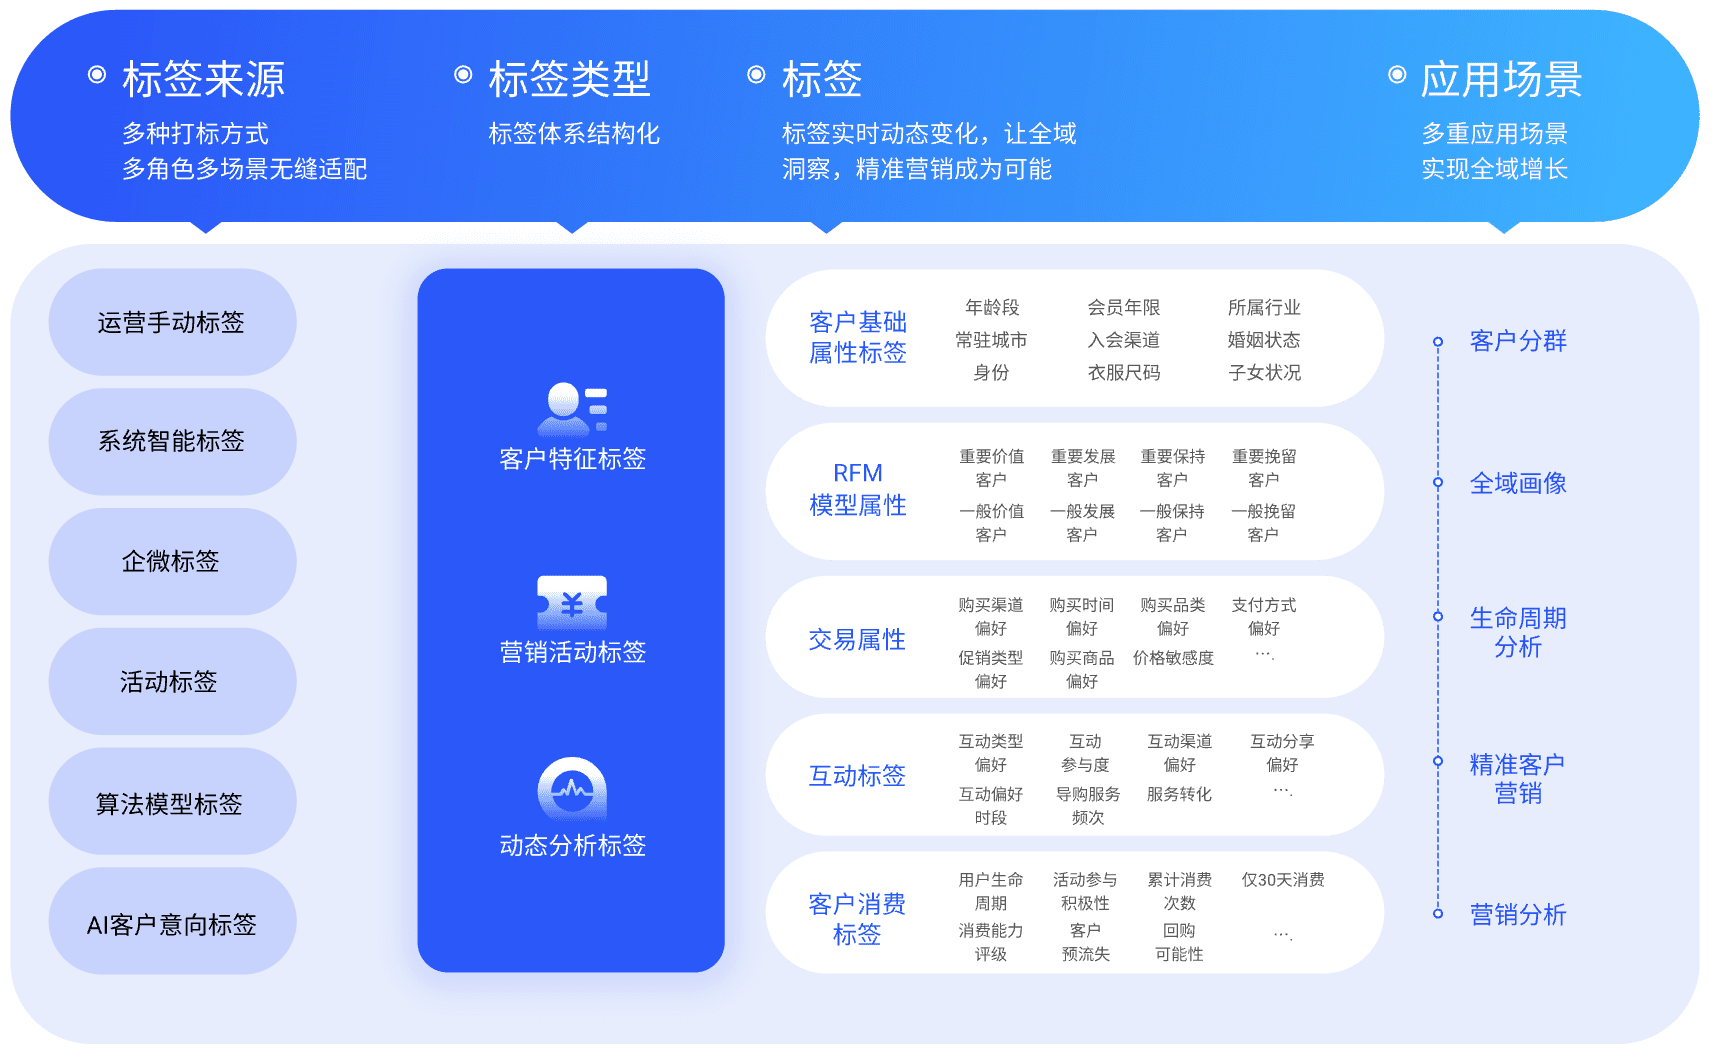 标签来源
多种打标方式
多角色多场景无缝适配
标签类型
标签体系结构化
标签
标签实时动态变化，让全域
洞察，精准营销成为可能
应用场景
多重应用场景
实现全域增长
运营手动标签
系统智能标签
企微标签
活动标签
算法模型标签
AI客户意向标签
客户特征标签
营销活动标签
动态分析标签
客户基础
属性标签
年龄段 会员年限 所属行业
常驻城市 入会渠道 婚姻状态
身份 衣服尺码 子女状况
RFM
模型属性
重要价值 重要发展 重要保持 重要挽留
客户 客户 客户 客户
一般价值 一般发展 一般保持 一般挽留
客户 客户 客户 客户
交易属性
购买渠道 购买时间 购买品类 支付方式
偏好 偏好 偏好 偏好
促销类型 购买商品 价格敏感度 ….
偏好 偏好
互动标签
互动类型 互动 互动渠道 互动分享
偏好 参与度 偏好 偏好
互动偏好 导购服务 服务转化 ….
时段 频次
客户消费
标签
用户生命 活动参与 累计消费 仅30天消费
周期 积极性 次数
消费能力 客户 回购 ….
评级 预流失 可能性
客户分群
全域画像
生命周期
分析
精准客户
营销
营销分析